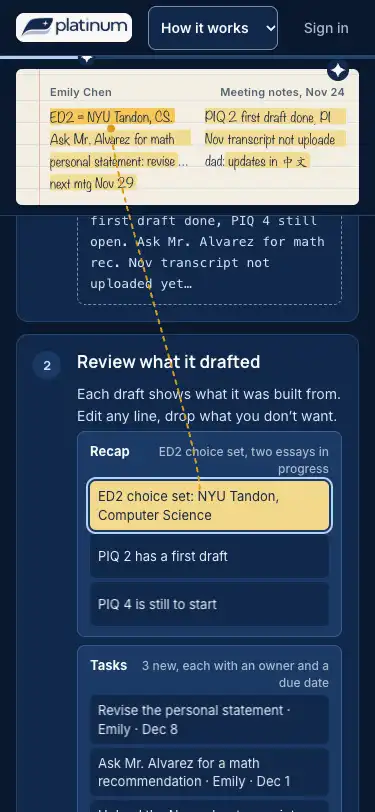 platinum
How it works
Sign in
Emily Chen
Meeting notes, Nov 24
ED2 = NYU Tandon, CS.
Ask Mr. Alvarez for math
personal statement: revise ...
next mtg Nov 29
PIQ 2 first draft done, PI
Nov transcript not uploade
dad: updates in 中文
first draft done, PIQ 4 still
open. Ask Mr. Alvarez for math
rec. Nov transcript not
uploaded yet…
2
Review what it drafted
Each draft shows what it was built from.
Edit any line, drop what you don't want.
Recap
ED2 choice set, two essays in
progress
ED2 choice set: NYU Tandon,
Computer Science
PIQ 2 has a first draft
PIQ 4 is still to start
Tasks
3 new, each with an owner and a
due date
Revise the personal statement ·
Emily · Dec 8
Ask Mr. Alvarez for a math
recommendation · Emily · Dec 1